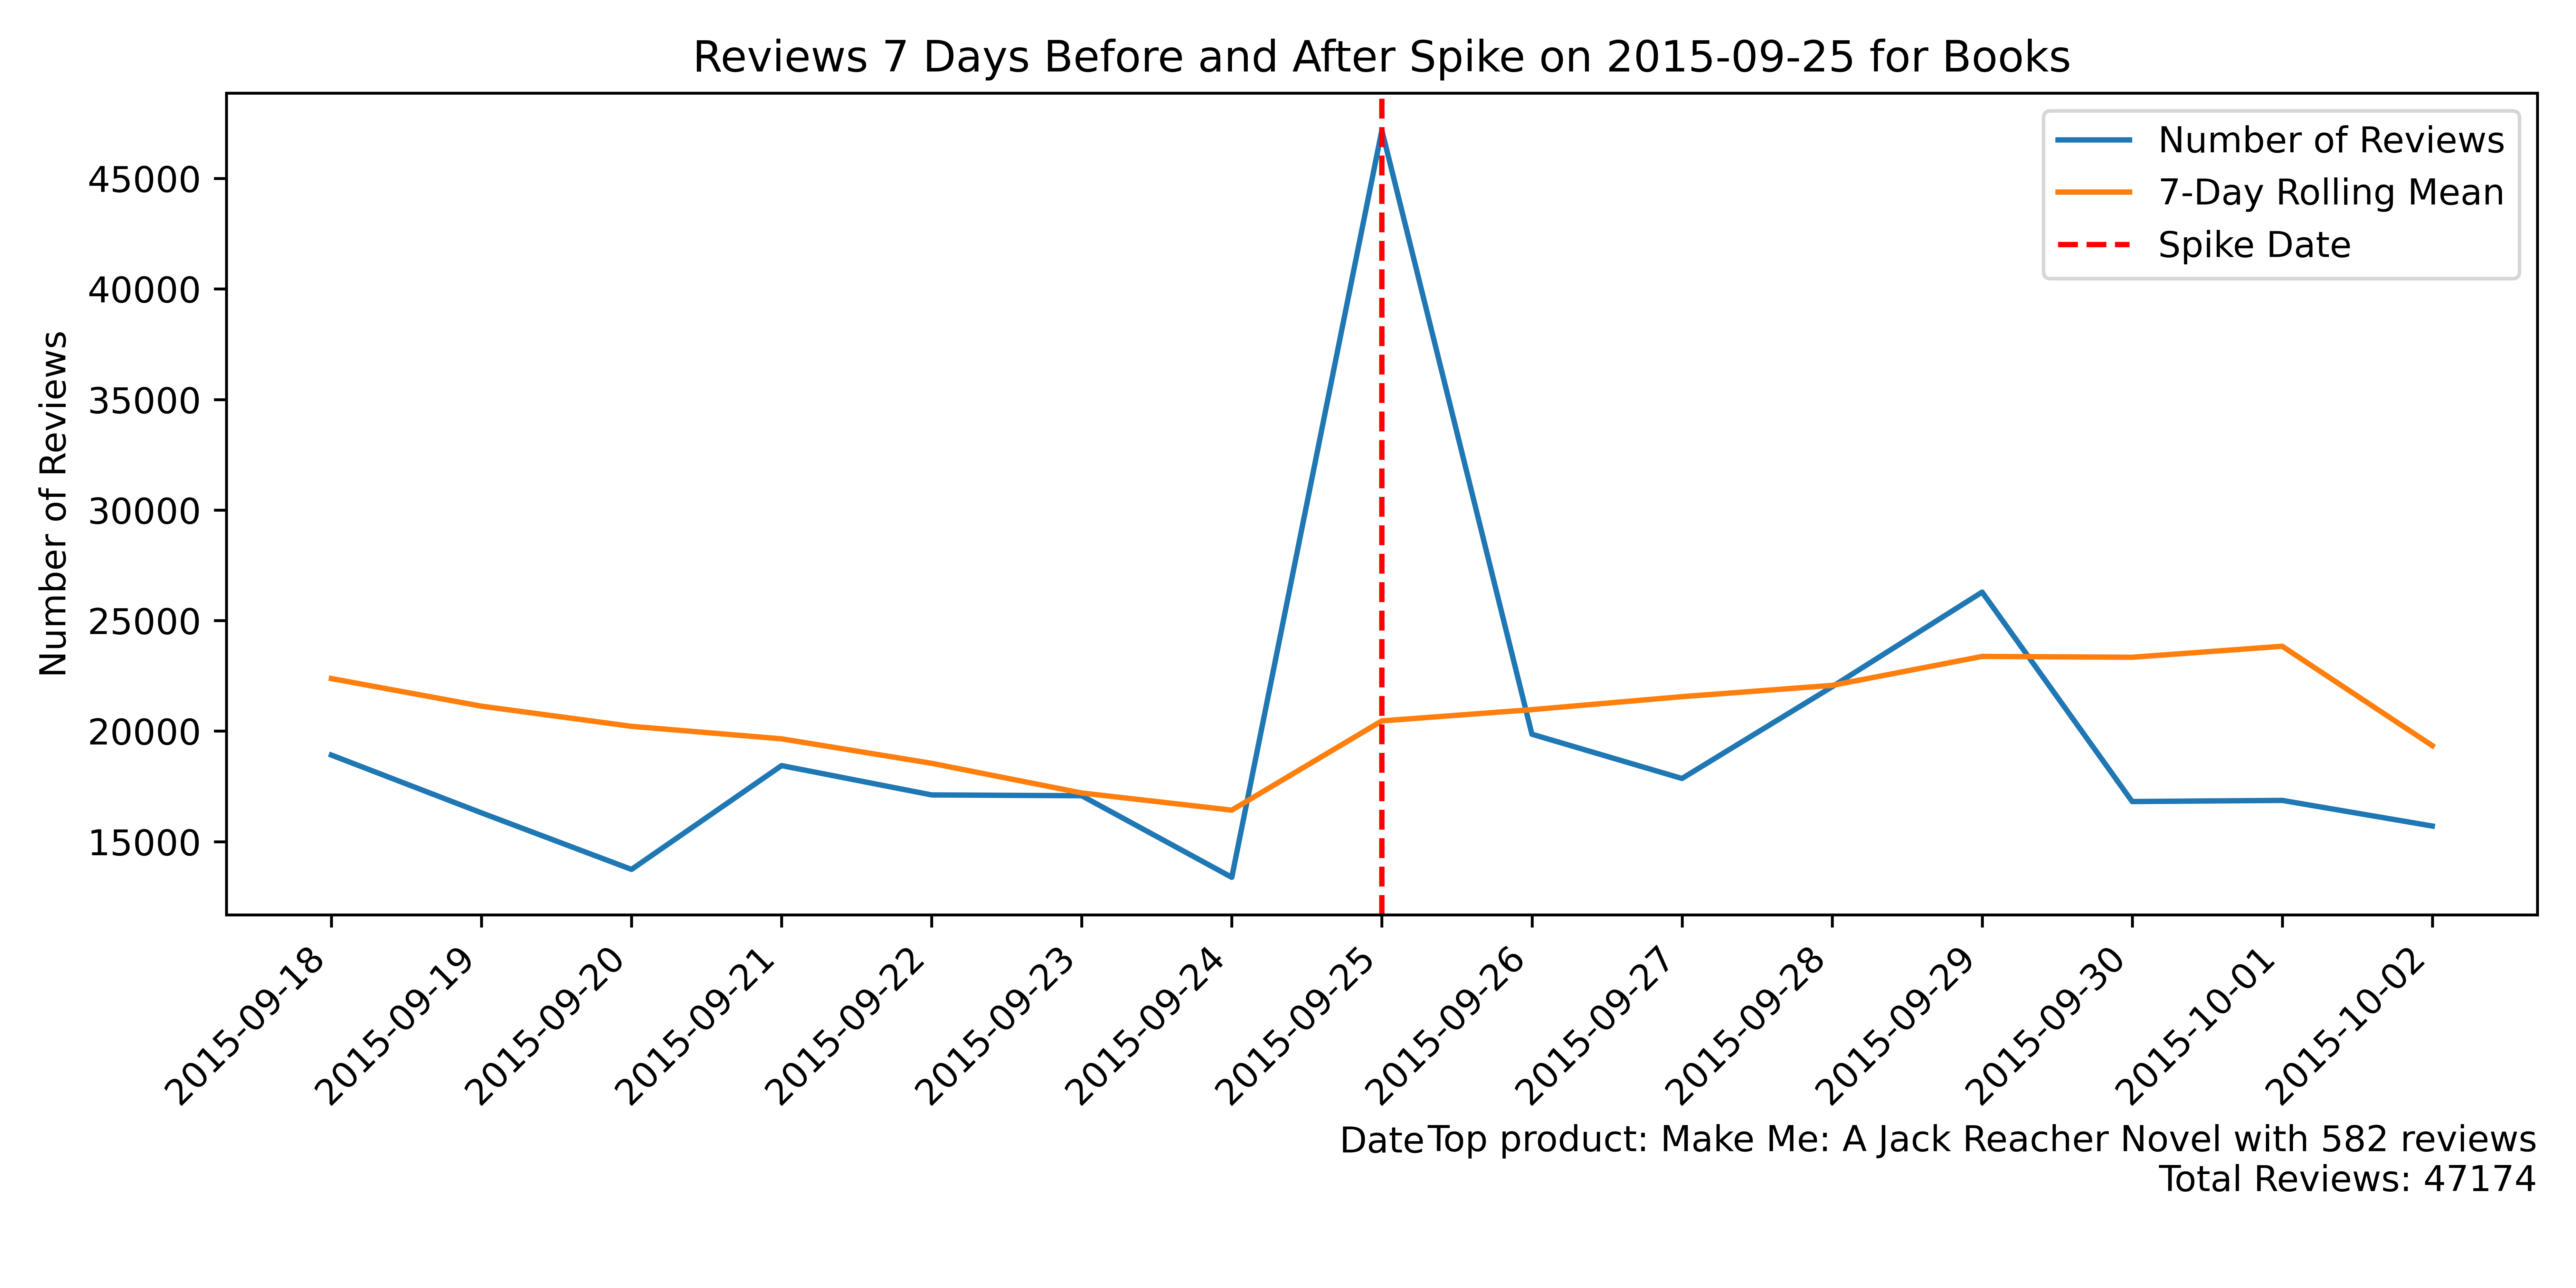 Reviews 7 Days Before and After Spike on 2015-09-25 for Books
Number of Reviews
7-Day Rolling Mean
Spike Date
45000
40000
35000
30000
25000
20000
15000
Number of Reviews
2015-09-18
2015-09-19
2015-09-20
2015-09-21
2015-09-22
2015-09-23
2015-09-24
2015-09-25
2015-09-26
2015-09-27
2015-09-28
2015-09-29
2015-09-30
2015-10-01
2015-10-02
Date
Top product: Make Me: A Jack Reacher Novel with 582 reviews
Total Reviews: 47174